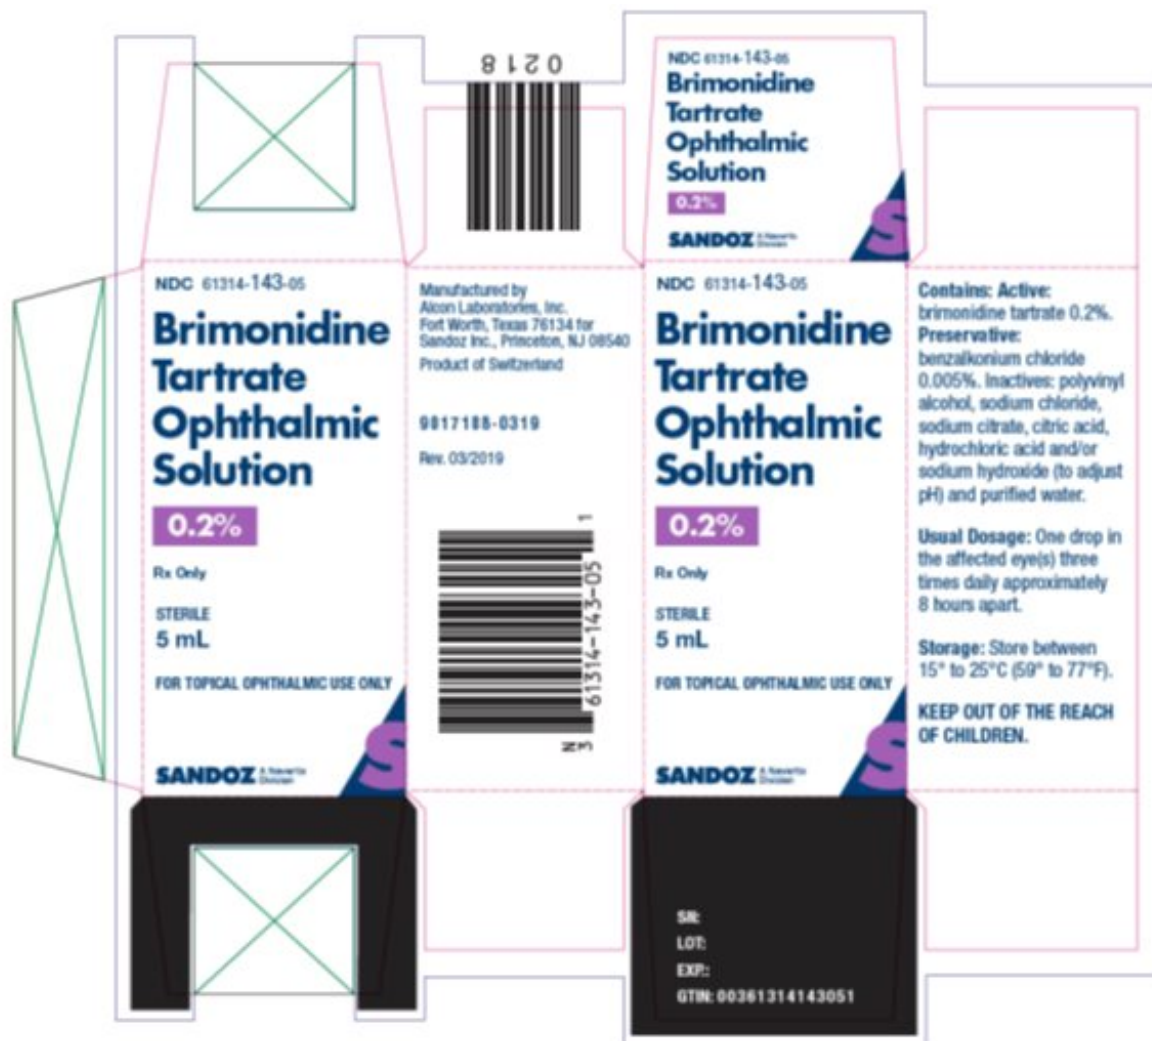 0218
NDC 61314-143-05
Brimonidine
Tartrate
Ophthalmic
Solution
0.2%
SANDOZ A Novartis
Division
NDC 61314-143-05
Brimonidine
Tartrate
Ophthalmic
Solution
0.2%
Rx Only
STERILE
5 mL
FOR TOPICAL OPHTHALMIC USE ONLY
SANDOZ A Novartis
Division
Manufactured by
Alcon Laboratories, Inc.
Fort Worth, Texas 76134 for
Sandoz Inc., Princeton, NJ 08540
Product of Switzerland
9817188-0319
Rev. 03/2019
N
3 61314-143-05 1
NDC 61314-143-05
Brimonidine
Tartrate
Ophthalmic
Solution
0.2%
Rx Only
STERILE
5 mL
FOR TOPICAL OPHTHALMIC USE ONLY
SANDOZ A Novartis
Division
Contains: Active:
brimonidine tartrate 0.2%.
Preservative:
benzalkonium chloride
0.005%. Inactives: polyvinyl
alcohol, sodium chloride,
sodium citrate, citric acid,
hydrochloric acid and/or
sodium hydroxide (to adjust
pH) and purified water.
Usual Dosage: One drop in
the affected eye(s) three
times daily approximately
8 hours apart.
Storage: Store between
15° to 25°C (59° to 77°F).
KEEP OUT OF THE REACH
OF CHILDREN.
SN:
LOT:
EXP.:
GTIN: 00361314143051